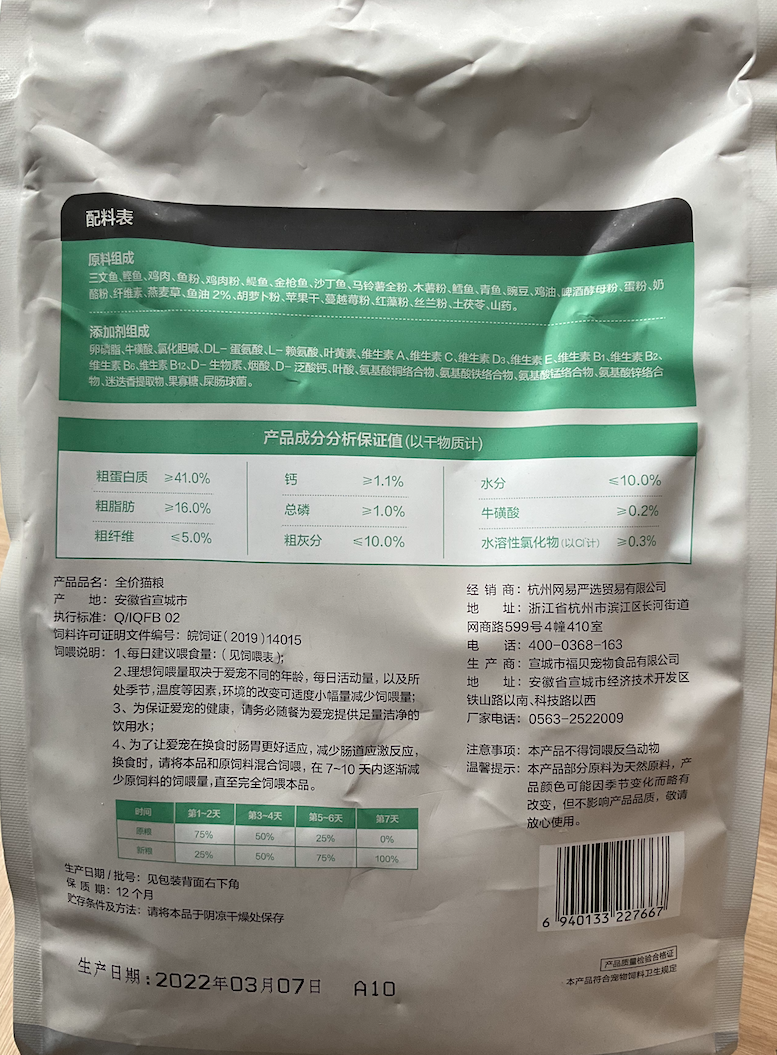 配料表
原料组成
三文鱼、鲣鱼、鸡肉、鱼粉、鸡肉粉、鳀鱼、金枪鱼、沙丁鱼、马铃薯全粉、木薯粉、鳕鱼、青鱼、豌豆、鸡油、啤酒酵母粉、蛋粉、奶
酪粉、纤维素、燕麦草、鱼油 2%、胡萝卜粉、苹果干、蔓越莓粉、红藻粉、丝兰粉、土茯苓、山药。
添加剂组成
卵磷脂、牛磺酸、氯化胆碱、DL-蛋氨酸、L-赖氨酸、叶黄素、维生素 A、维生素 C、维生素 D3、维生素 E、维生素 B1、维生素 B2、
维生素 B6、维生素 B12、D-生物素、烟酸、D-泛酸钙、叶酸、氨基酸铜络合物、氨基酸铁络合物、氨基酸锰络合物、氨基酸锌络合
物、迷迭香提取物、果寡糖、屎肠球菌。
产品成分分析保证值(以干物质计)
粗蛋白质 ≥41.0% 钙 ≥1.1% 水分 ≤10.0%
粗脂肪 ≥16.0% 总磷 ≥1.0% 牛磺酸 ≥0.2%
粗纤维 ≤5.0% 粗灰分 ≤10.0% 水溶性氯化物(以Cl⁻计) ≥0.3%
产品品名：全价猫粮
产 地：安徽省宣城市
执行标准：Q/IQFB 02
饲料许可证明文件编号：皖饲证(2019)14015
饲喂说明：1、每日建议喂食量：(见饲喂表)；
2、理想饲喂量取决于爱宠不同的年龄，每日活动量，以及所
处季节，温度等因素，环境的改变可适度小幅量减少饲喂量；
3、为保证爱宠的健康，请务必随餐为爱宠提供足量洁净的
饮用水；
4、为了让爱宠在换食时肠胃更好适应，减少肠道应激反应，
换食时，请将本品和原饲料混合饲喂，在 7~10 天内逐渐减
少原饲料的饲喂量，直至完全饲喂本品。
时间 第1-2天 第3-4天 第5-6天 第7天
原粮 75% 50% 25% 0%
新粮 25% 50% 75% 100%
生产日期/批号：见包装背面右下角
保 质 期：12 个月
贮存条件及方法：请将本品于阴凉干燥处保存
生产日期:2022年03月07日 A10
经 销 商：杭州网易严选贸易有限公司
地 址：浙江省杭州市滨江区长河街道
网商路599号4幢410室
电 话：400-0368-163
生 产 商：宣城市福贝宠物食品有限公司
地 址：安徽省宣城市经济技术开发区
铁山路以南、科技路以西
厂家电话：0563-2522009
注意事项：本产品不得饲喂反刍动物
温馨提示：本产品部分原料为天然原料，产
品颜色可能因季节变化而略有
改变，但不影响产品品质，敬请
放心使用。
6 940133 227667
产品质量检验合格证
本产品符合宠物饲料卫生规定